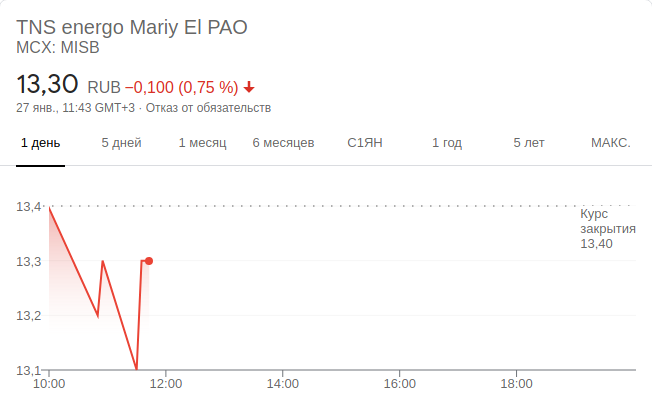 TNS energo Mariy El PAO
MCX: MISB
13,30 RUB −0,100 (0,75 %)
27 янв., 11:43 GMT+3 · Отказ от обязательств
1 день 5 дней 1 месяц 6 месяцев С1ЯН 1 год 5 лет МАКС.
13,4
Курс
закрытия
13,40
13,3
13,2
13,1
10:00 12:00 14:00 16:00 18:00